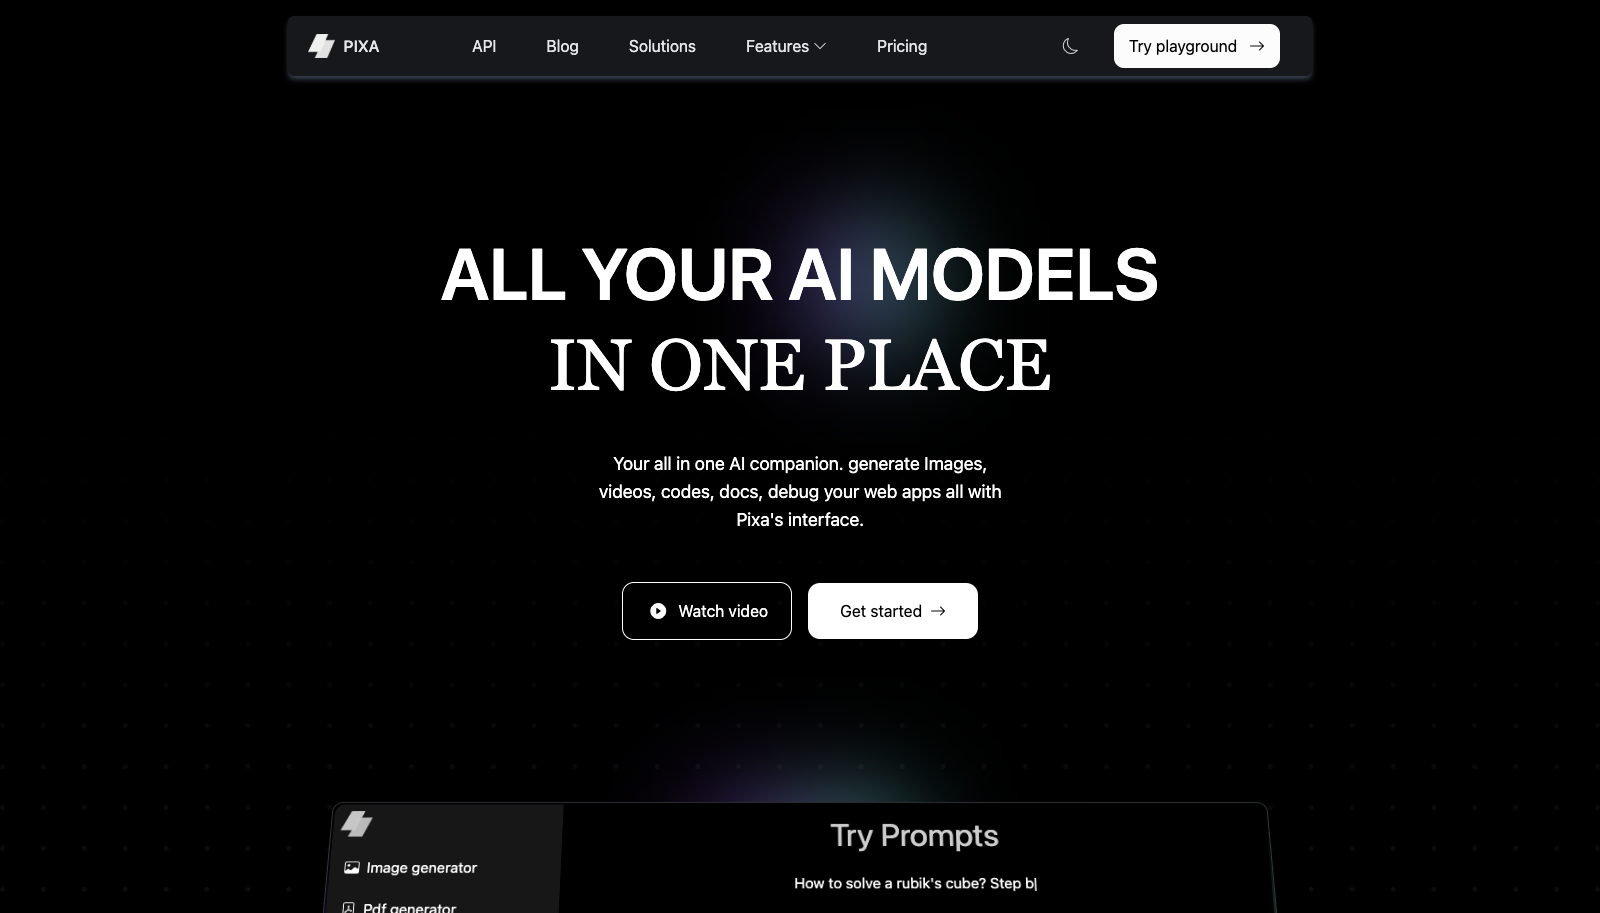 PIXA
API
Blog
Solutions
Features
Pricing
Try playground
ALL YOUR AI MODELS
IN ONE PLACE
Your all in one AI companion. generate Images,
videos, codes, docs, debug your web apps all with
Pixa's interface.
Watch video
Get started
Try Prompts
Image generator
How to solve a rubik's cube? Step b|
Pdf generator